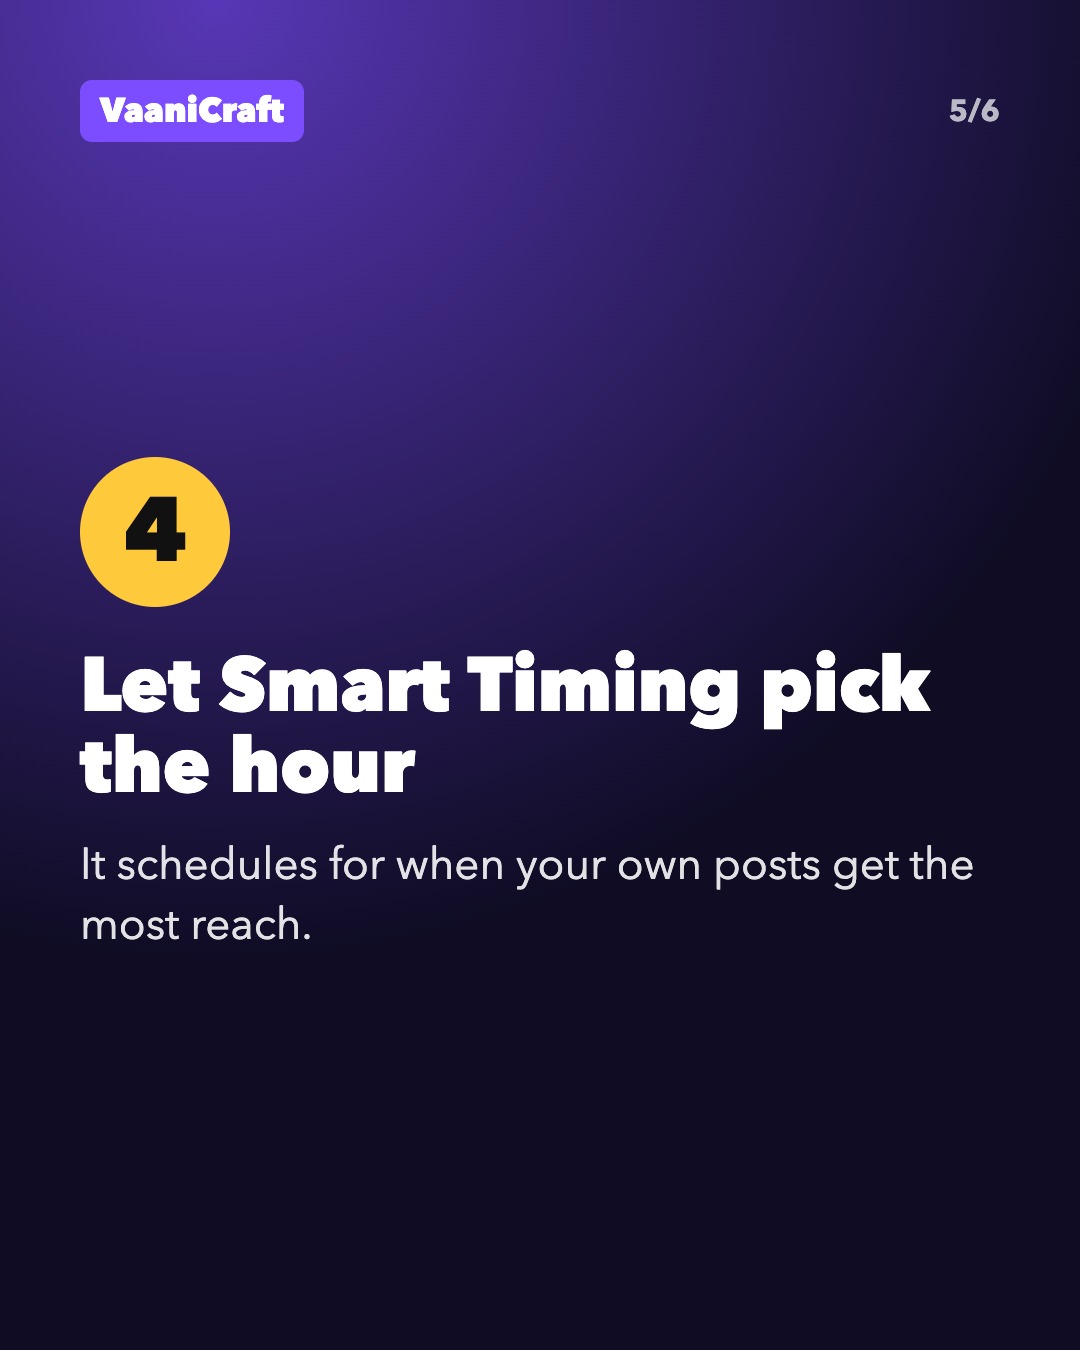 VaaniCraft
5/6
4
Let Smart Timing pick
the hour
It schedules for when your own posts get the
most reach.